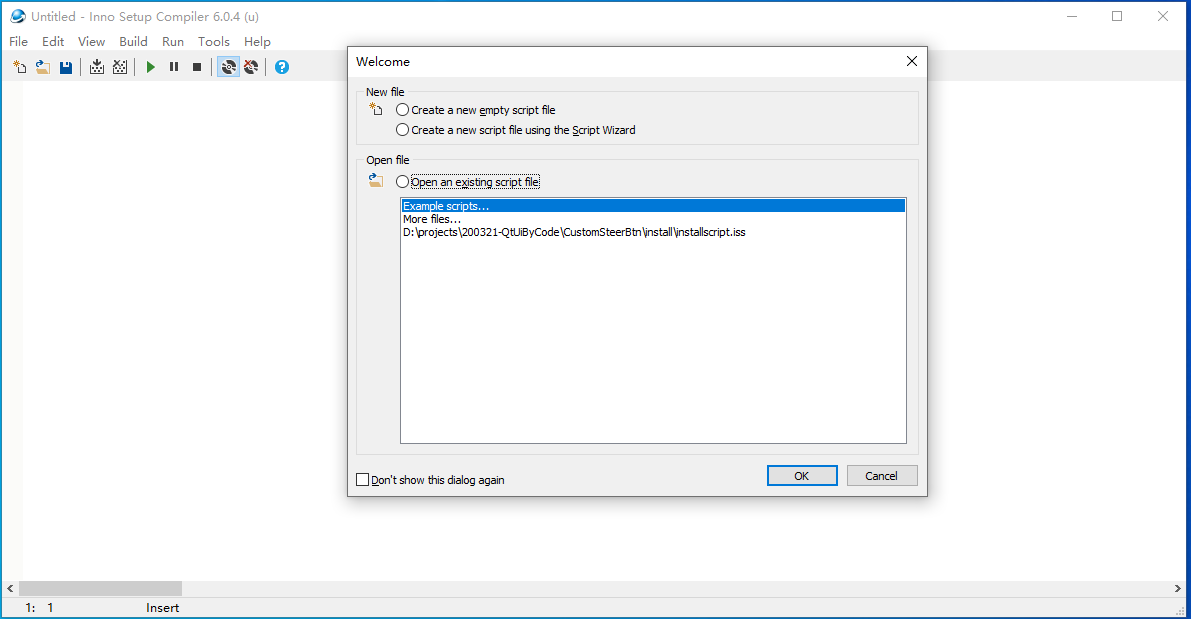 Untitled - Inno Setup Compiler 6.0.4 (u)
File Edit View Build Run Tools Help
Welcome
New file
Create a new empty script file
Create a new script file using the Script Wizard
Open file
Open an existing script file
Example scripts...
More files...
D:\projects\200321-QtUiByCode\CustomSteerBtn\install\installscript.iss
Don't show this dialog again
OK
Cancel
1: 1
Insert